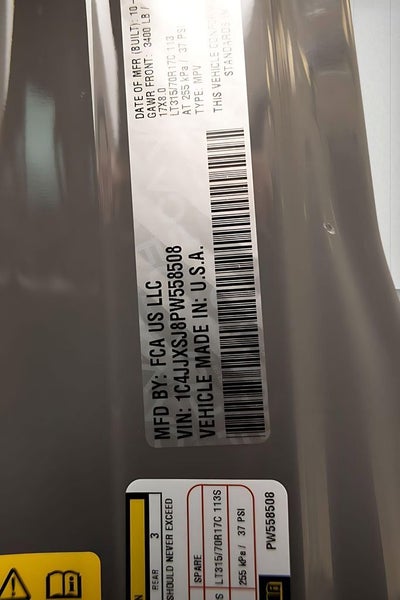 MFD BY: FCA US LLC
VIN: 1C4JJXSJ8PW558508
VEHICLE MADE IN: U.S.A.
DATE OF MFR (BUILT): 10-
GAWR FRONT: 3400 LB /
17X8.0
LT315/70R17C 113
AT 255 kPa / 37 PSI
TYPE: MPV
THIS VEHICLE
STANDARDS IN
REAR 3
SHOULD NEVER EXCEED
SPARE
LT315/70R17C 113S
255 kPa / 37 PSI
PW558508